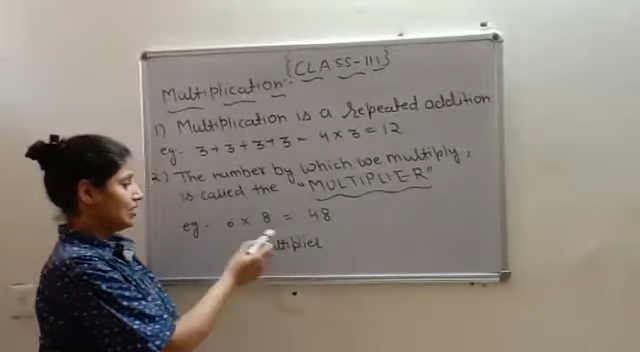 {CLASS-III}
Multiplication:-
1) Multiplication is a repeated addition
eg- 3+3+3+3 = 4×3=12
2) The number by which we multiply,
is called the "MULTIPLIER"
eg- 6 × 8 = 48